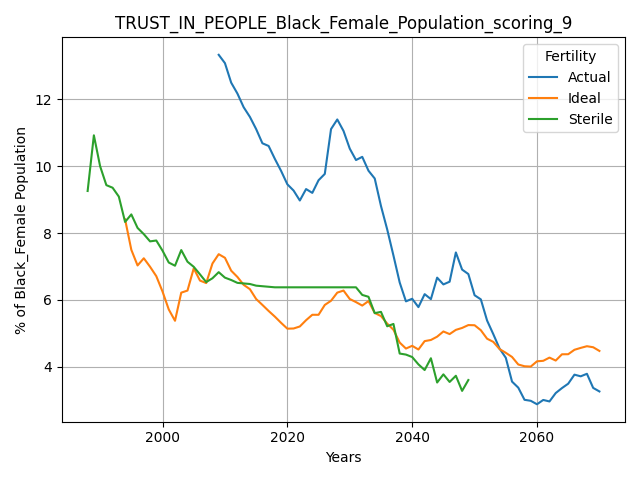 TRUST_IN_PEOPLE_Black_Female_Population_scoring_9
Fertility
Actual
Ideal
Sterile
% of Black_Female Population
12
10
8
6
4
2000
2020
2040
2060
Years